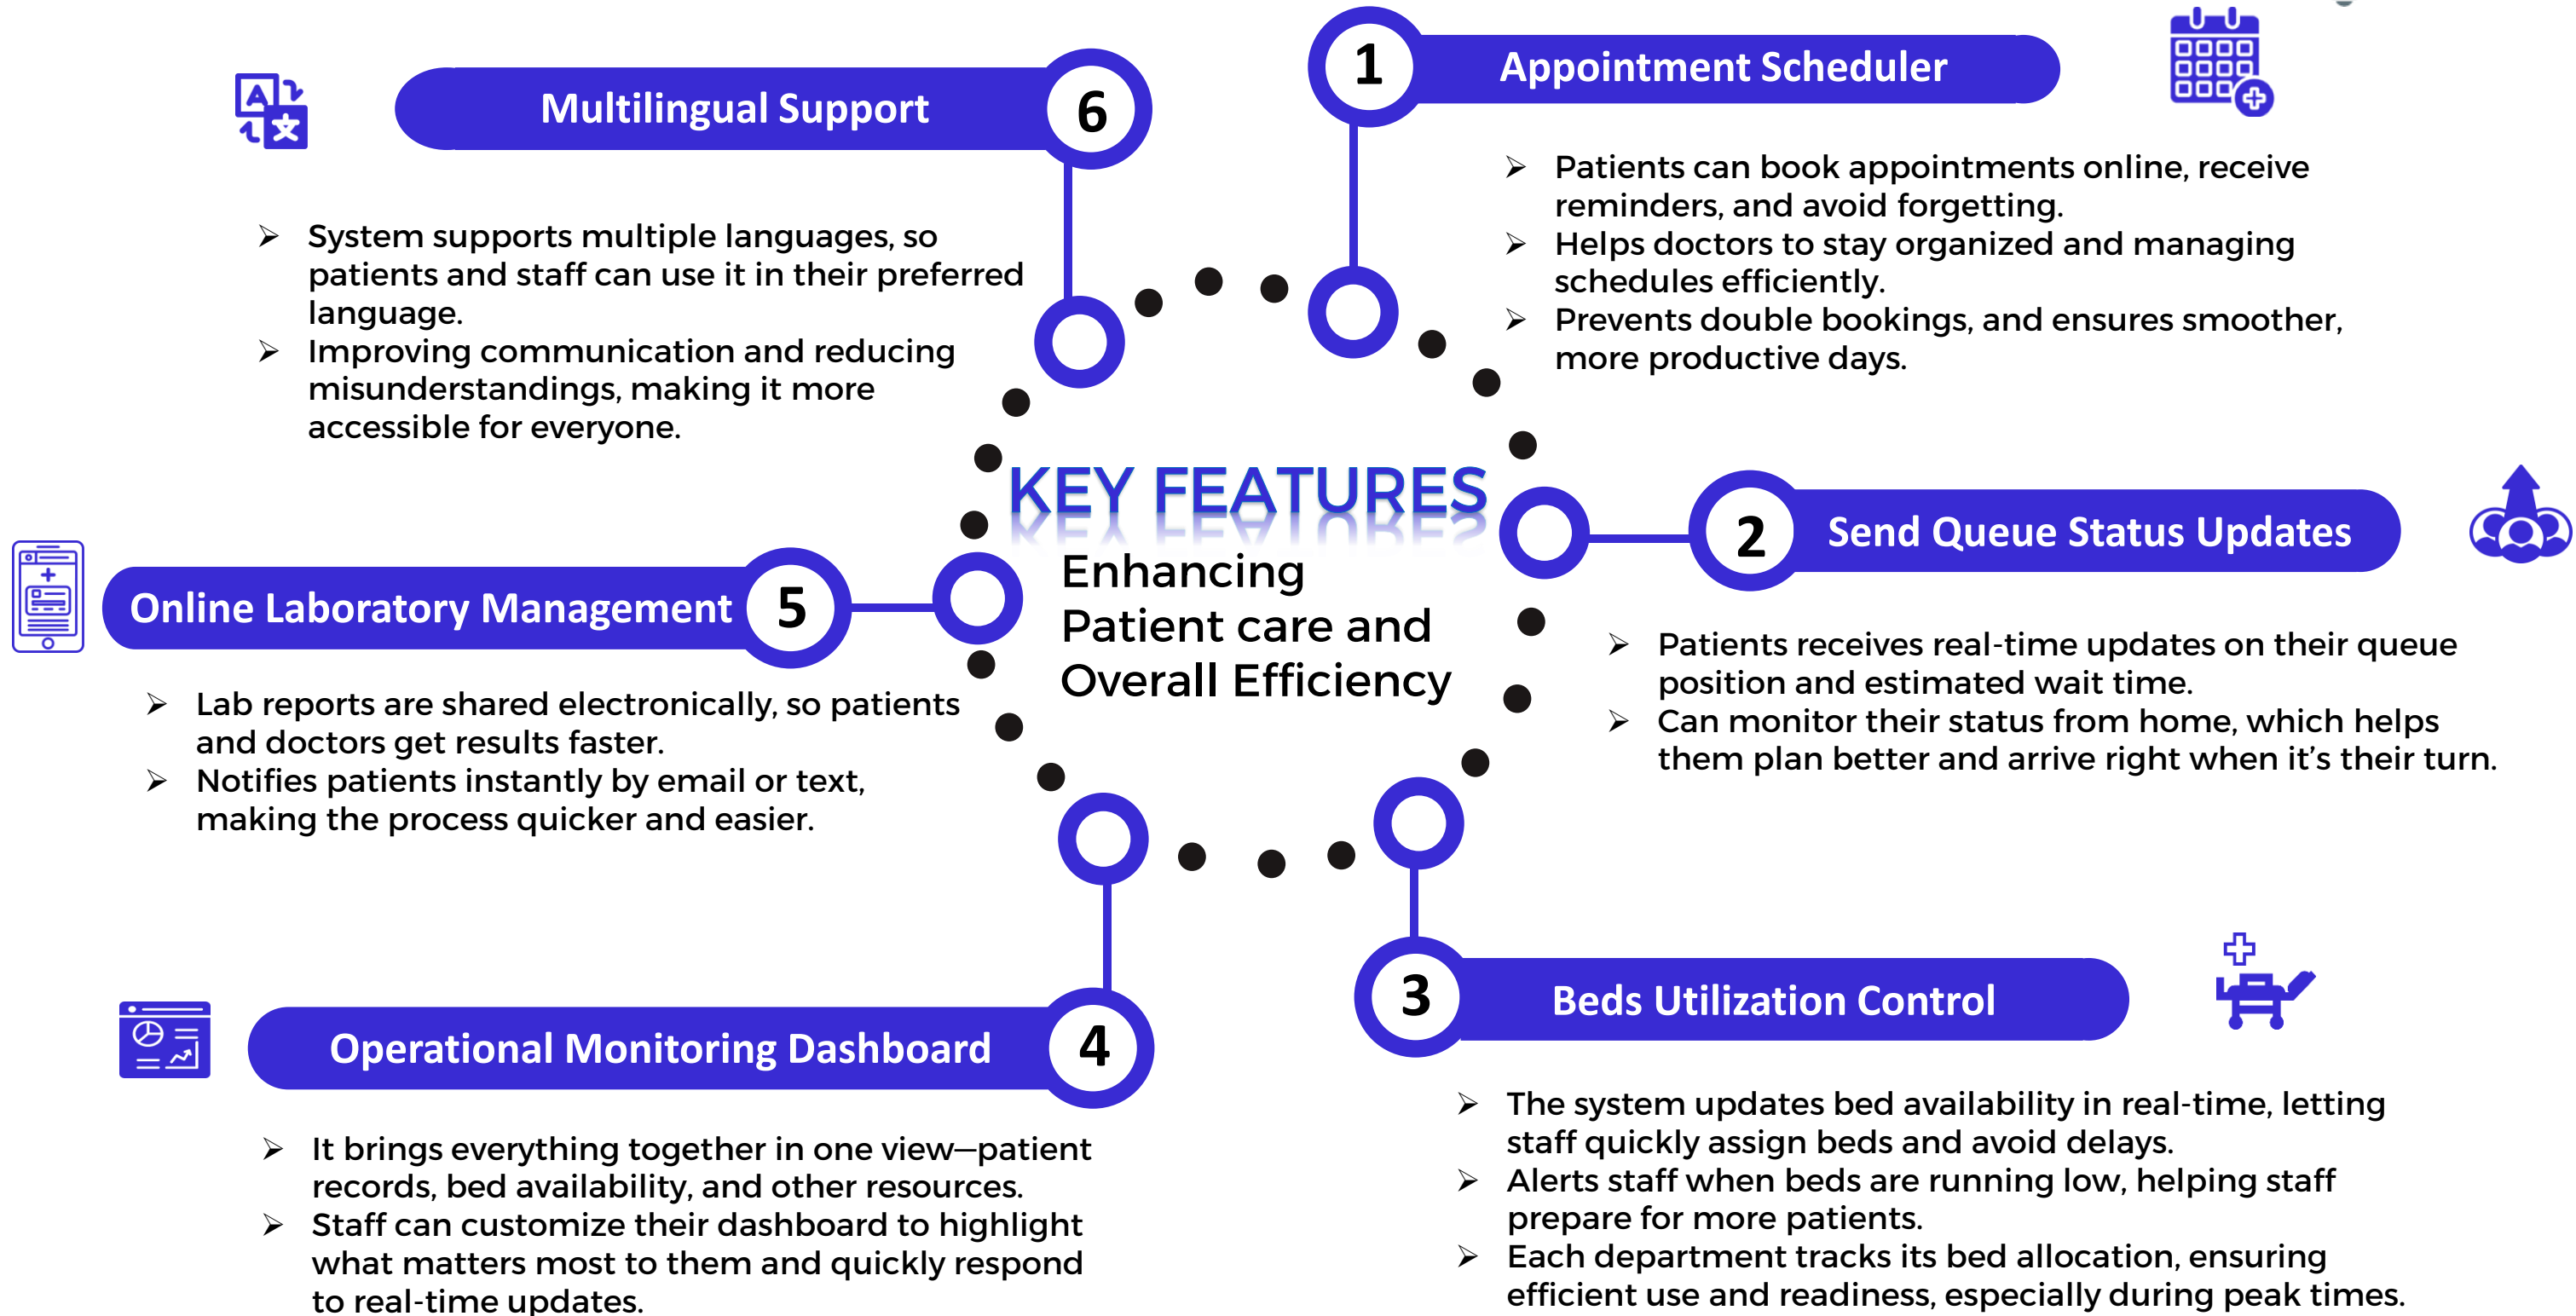 1
Appointment Scheduler
➢ Patients can book appointments online, receive
reminders, and avoid forgetting.
➢ Helps doctors to stay organized and managing
schedules efficiently.
➢ Prevents double bookings, and ensures smoother,
more productive days.
2
Send Queue Status Updates
➢ Patients receives real-time updates on their queue
position and estimated wait time.
➢ Can monitor their status from home, which helps
them plan better and arrive right when it’s their turn.
3
Beds Utilization Control
➢ The system updates bed availability in real-time, letting
staff quickly assign beds and avoid delays.
➢ Alerts staff when beds are running low, helping staff
prepare for more patients.
➢ Each department tracks its bed allocation, ensuring
efficient use and readiness, especially during peak times.
Operational Monitoring Dashboard
4
➢ It brings everything together in one view—patient
records, bed availability, and other resources.
➢ Staff can customize their dashboard to highlight
what matters most to them and quickly respond
to real-time updates.
Online Laboratory Management
5
➢ Lab reports are shared electronically, so patients
and doctors get results faster.
➢ Notifies patients instantly by email or text,
making the process quicker and easier.
A
文
Multilingual Support
6
➢ System supports multiple languages, so
patients and staff can use it in their preferred
language.
➢ Improving communication and reducing
misunderstandings, making it more
accessible for everyone.
KEY FEATURES
Enhancing
Patient care and
Overall Efficiency